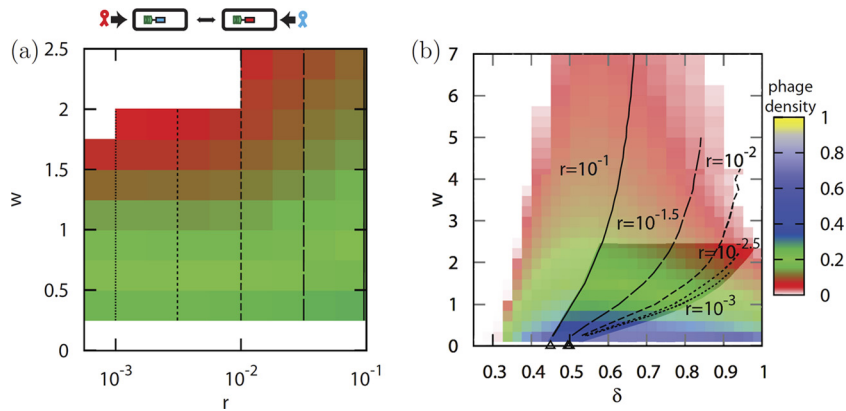 (a)
2.5
2
1.5
1
0.5
0
w
10⁻³
10⁻²
10⁻¹
r
(b)
7
6
5
4
3
2
1
0
w
r=10⁻¹
r=10⁻¹·⁵
r=10⁻²
r=10⁻²·⁵
r=10⁻³
0.3 0.4 0.5 0.6 0.7 0.8 0.9 1
δ
phage
density
1
0.8
0.6
0.4
0.2
0